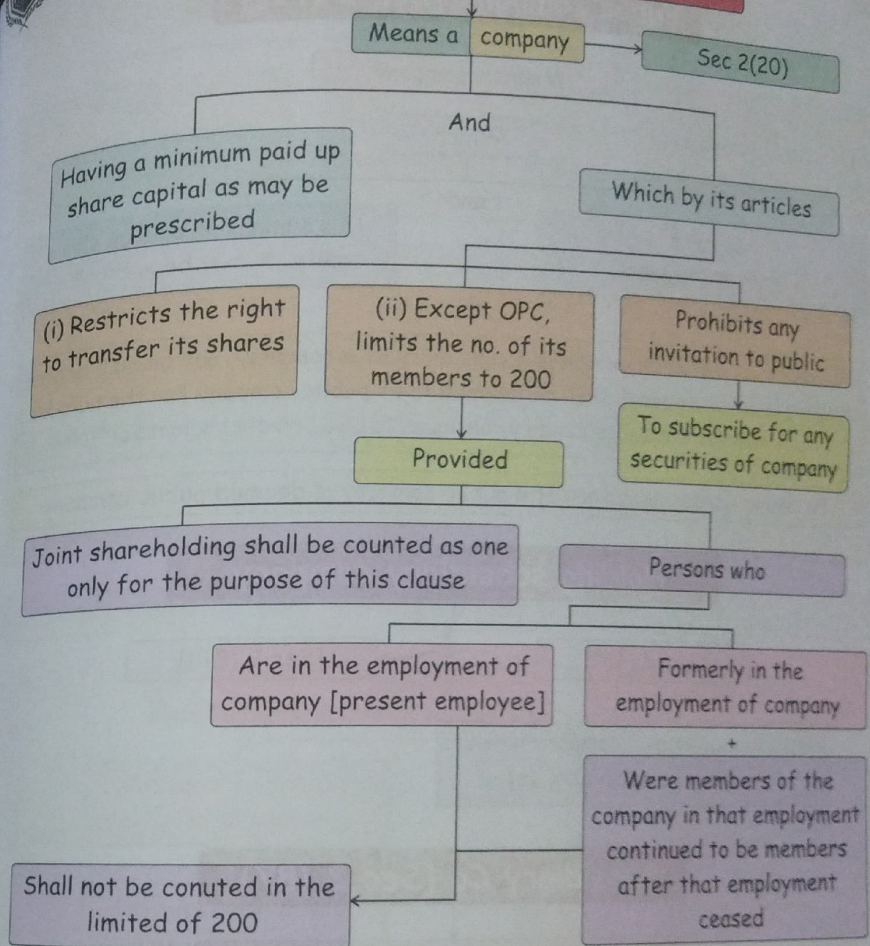 Means a company
Sec 2(20)
And
Having a minimum paid up
share capital as may be
prescribed
Which by its articles
(i) Restricts the right
to transfer its shares
(ii) Except OPC,
limits the no. of its
members to 200
Prohibits any
invitation to public
To subscribe for any
securities of company
Provided
Joint shareholding shall be counted as one
only for the purpose of this clause
Persons who
Are in the employment of
company [present employee]
Formerly in the
employment of company
+
Were members of the
company in that employment
continued to be members
after that employment
ceased
Shall not be conuted in the
limited of 200